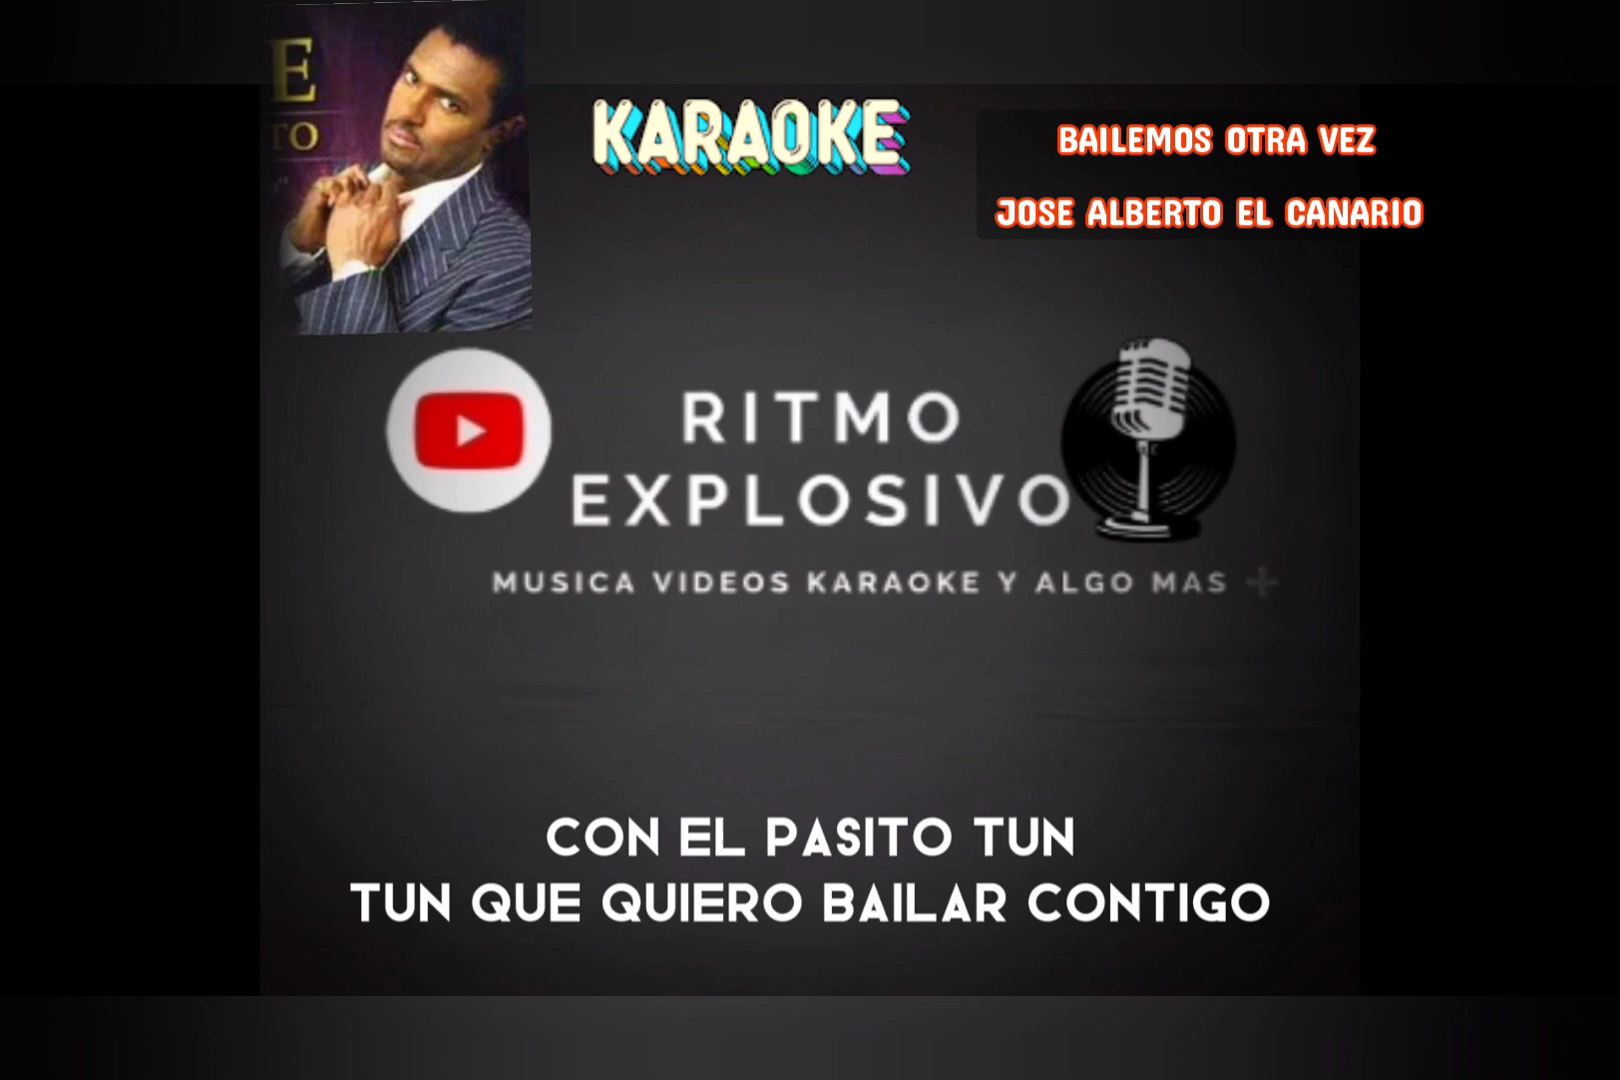 E
TO
KARAOKE
BAILEMOS OTRA VEZ
JOSE ALBERTO EL CANARIO
RITMO
EXPLOSIVO
MUSICA VIDEOS KARAOKE Y ALGO MAS +
CON EL PASITO TUN
TUN QUE QUIERO BAILAR CONTIGO